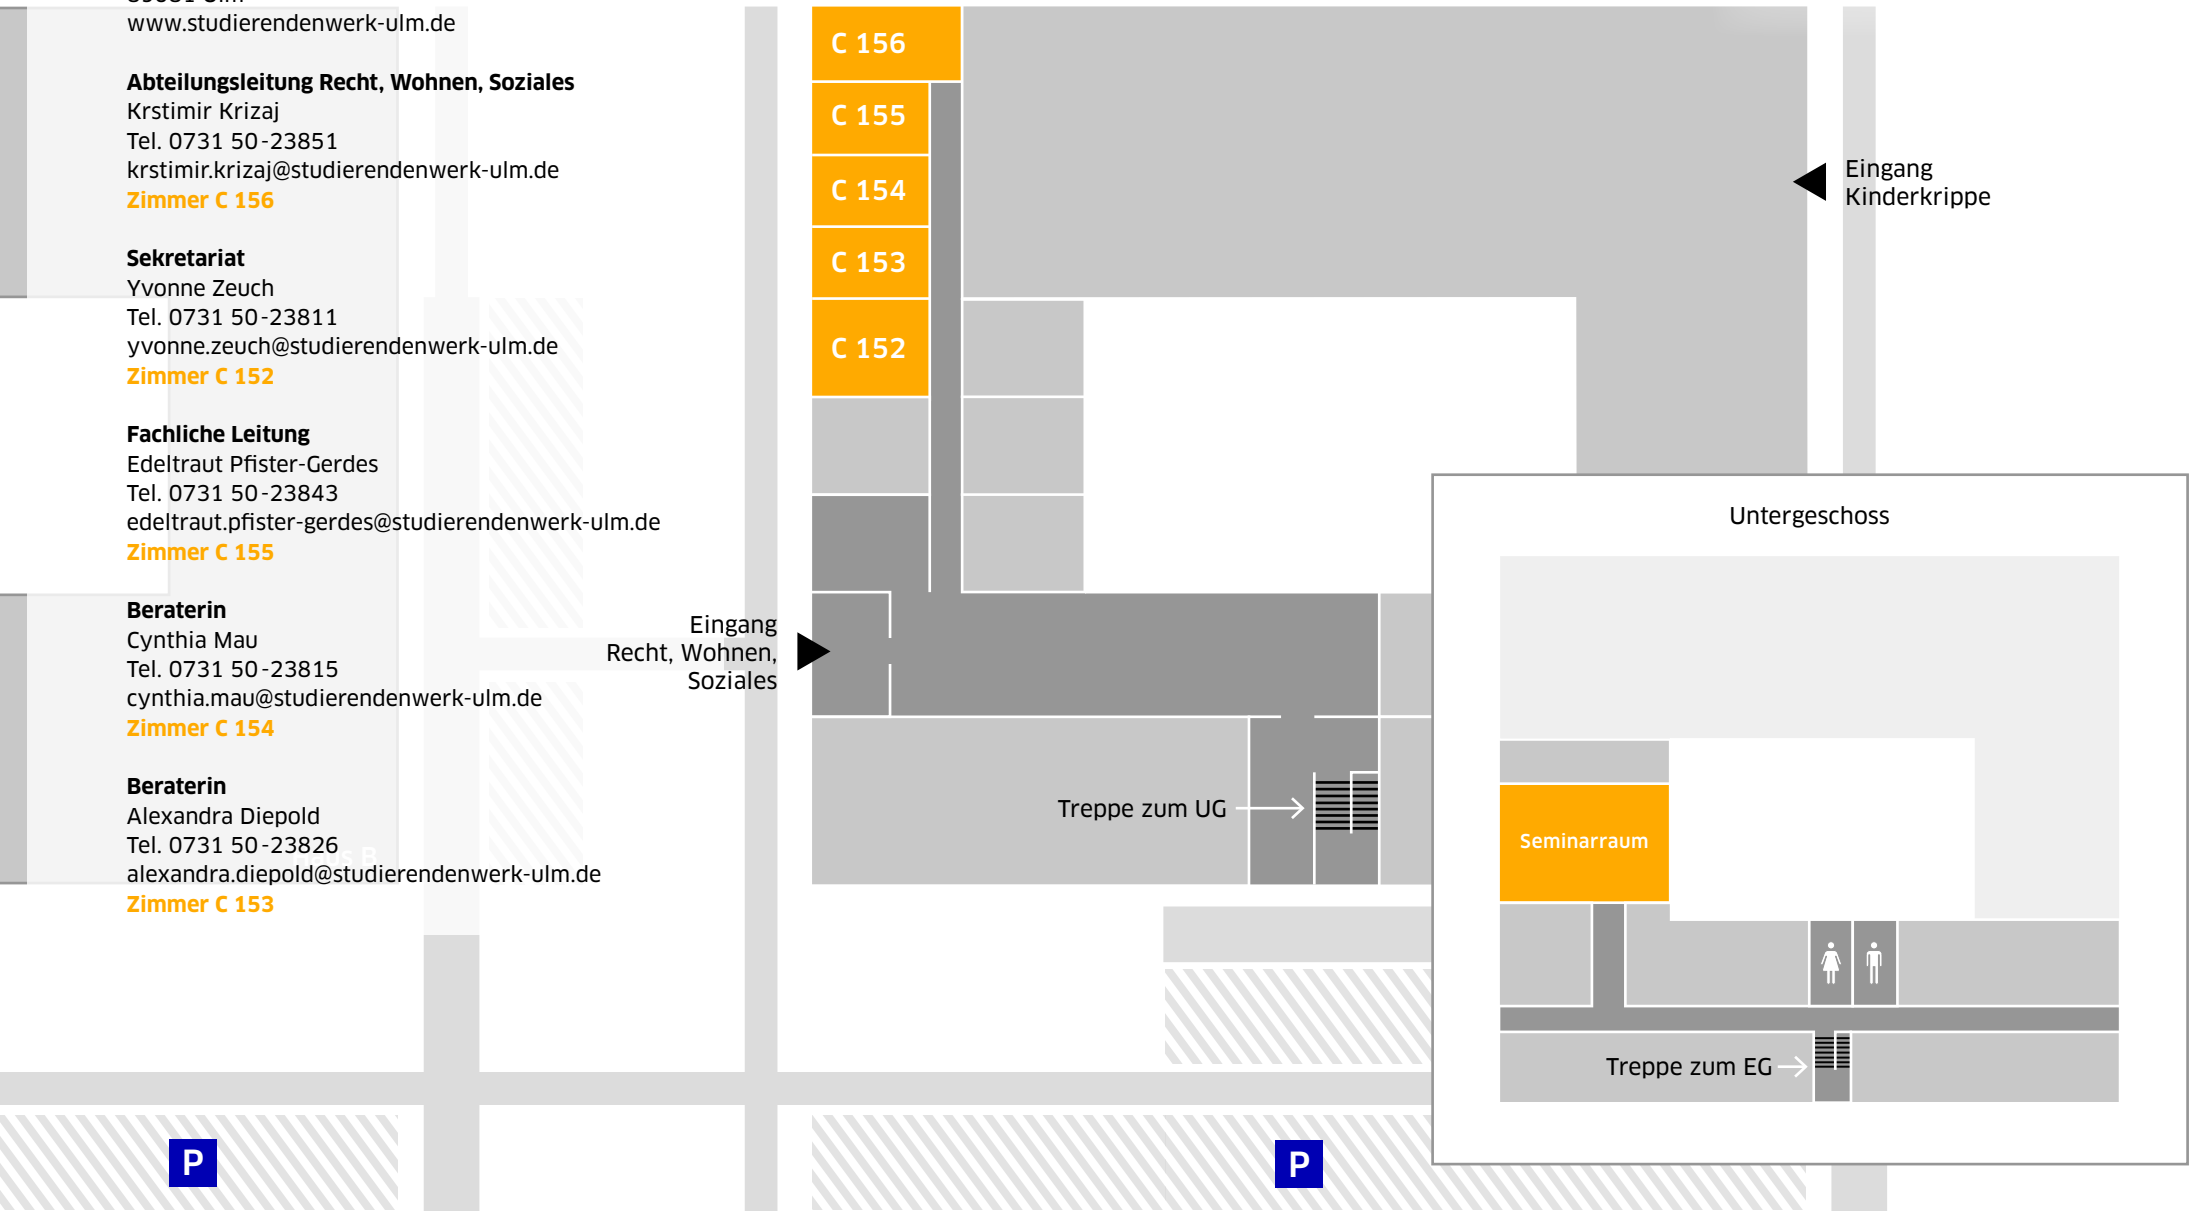 www.studierendenwerk-ulm.de
Abteilungsleitung Recht, Wohnen, Soziales
Krstimir Krizaj
Tel. 0731 50-23851
krstimir.krizaj@studierendenwerk-ulm.de
Zimmer C 156
Sekretariat
Yvonne Zeuch
Tel. 0731 50-23811
yvonne.zeuch@studierendenwerk-ulm.de
Zimmer C 152
Fachliche Leitung
Edeltraut Pfister-Gerdes
Tel. 0731 50-23843
edeltraut.pfister-gerdes@studierendenwerk-ulm.de
Zimmer C 155
Beraterin
Cynthia Mau
Tel. 0731 50-23815
cynthia.mau@studierendenwerk-ulm.de
Zimmer C 154
Beraterin
Alexandra Diepold
Tel. 0731 50-23826
alexandra.diepold@studierendenwerk-ulm.de
Zimmer C 153
C 156
C 155
C 154
C 153
C 152
Eingang
Kinderkrippe
Eingang
Recht, Wohnen,
Soziales
Treppe zum UG
Untergeschoss
Seminarraum
Treppe zum EG
P
P